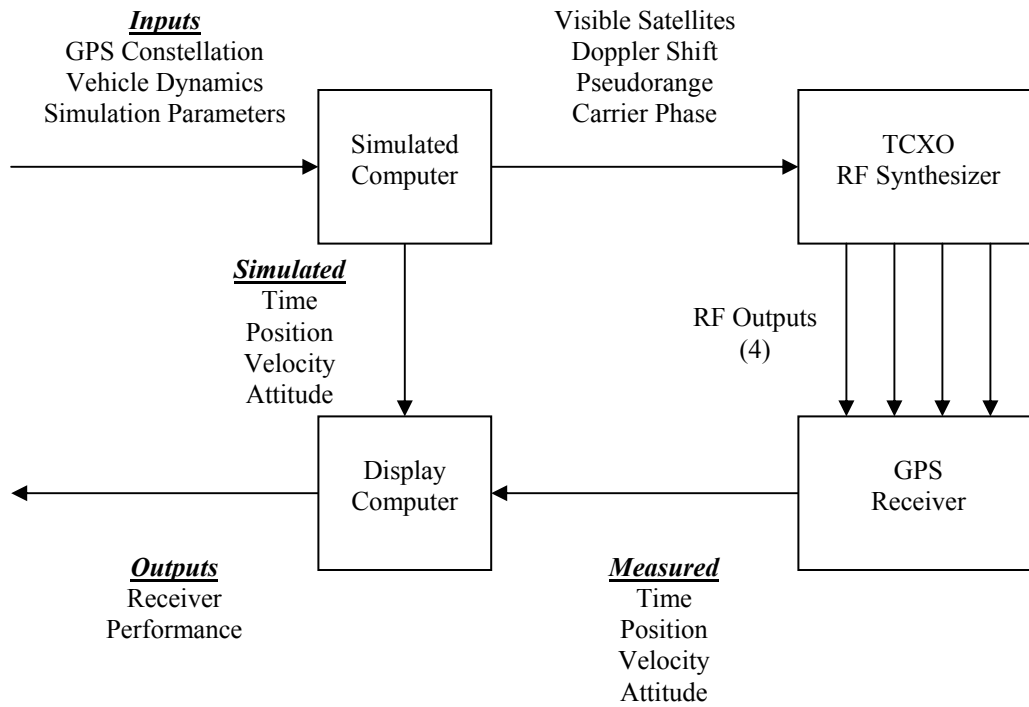 Inputs
GPS Constellation
Vehicle Dynamics
Simulation Parameters
Visible Satellites
Doppler Shift
Pseudorange
Carrier Phase
Simulated
Computer
TCXO
RF Synthesizer
Simulated
Time
Position
Velocity
Attitude
RF Outputs
(4)
Display
Computer
GPS
Receiver
Outputs
Receiver
Performance
Measured
Time
Position
Velocity
Attitude